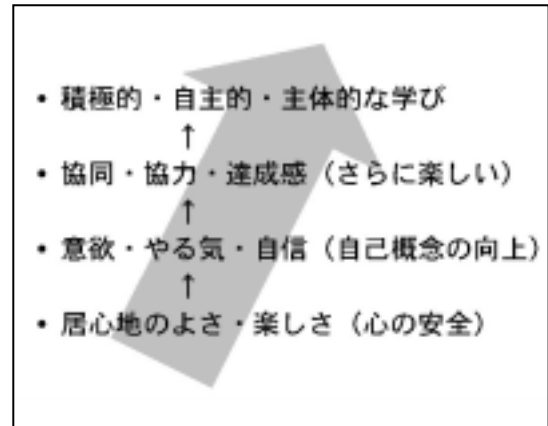 • 積極的・自主的・主体的な学び
↑
• 協同・協力・達成感（さらに楽しい）
↑
• 意欲・やる気・自信（自己概念の向上）
↑
• 居心地のよさ・楽しさ（心の安全）